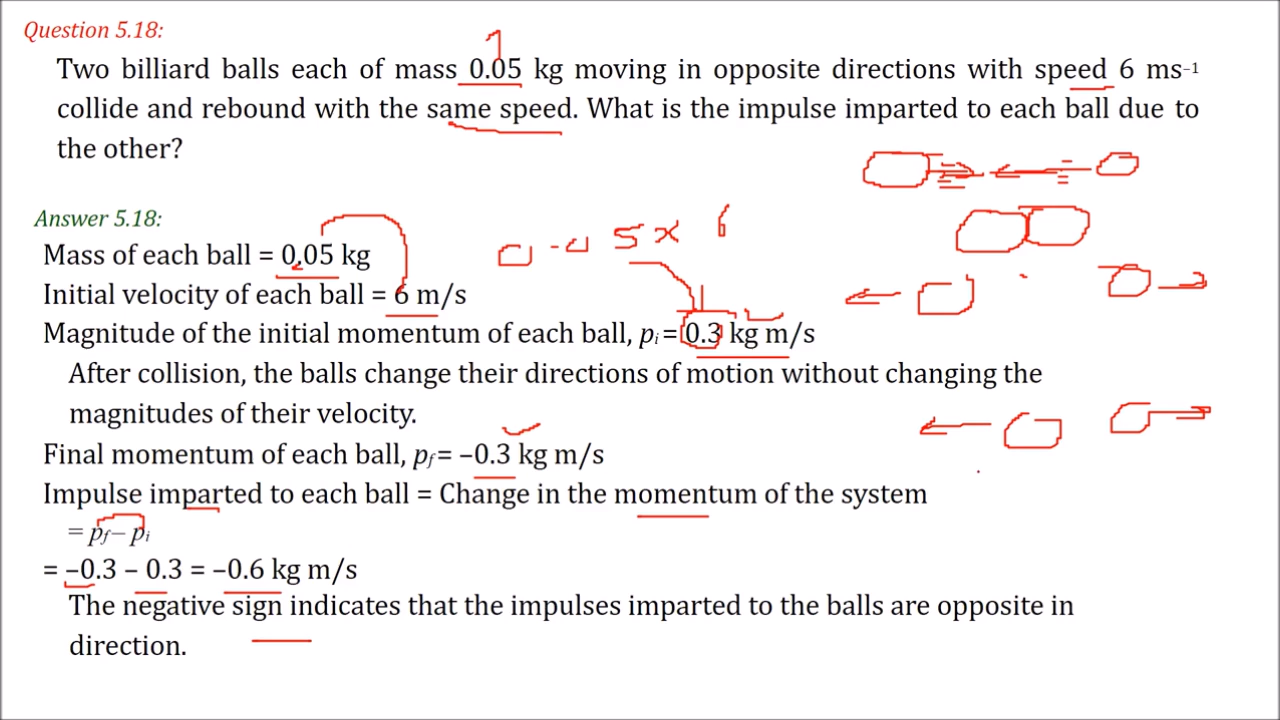 Question 5.18:
Two billiard balls each of mass 0.05 kg moving in opposite directions with speed 6 ms⁻¹
collide and rebound with the same speed. What is the impulse imparted to each ball due to
the other?
Answer 5.18:
0.05 x 6
Mass of each ball = 0.05 kg
Initial velocity of each ball = 6 m/s
Magnitude of the initial momentum of each ball, pᵢ = 0.3 kg m/s
After collision, the balls change their directions of motion without changing the
magnitudes of their velocity.
Final momentum of each ball, p_f = –0.3 kg m/s
Impulse imparted to each ball = Change in the momentum of the system
= p_f – pᵢ
= –0.3 – 0.3 = –0.6 kg m/s
The negative sign indicates that the impulses imparted to the balls are opposite in
direction.